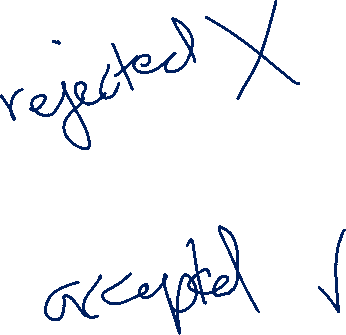 rejected X
accepted ✓